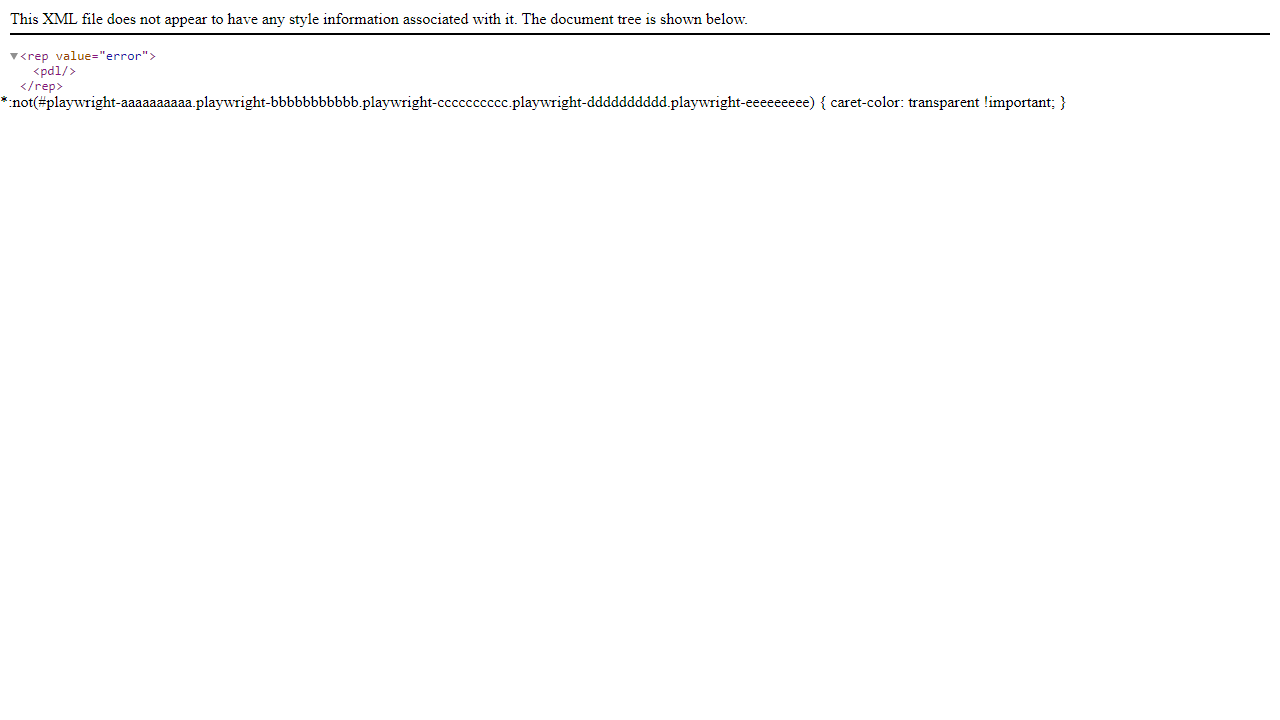 This XML file does not appear to have any style information associated with it. The document tree is shown below.
▼<rep value="error">
<pdl/>
</rep>
*:not(#playwright-aaaaaaaaaa.playwright-bbbbbbbbbbb.playwright-cccccccccc.playwright-dddddddddd.playwright-eeeeeeeee) { caret-color: transparent !important; }